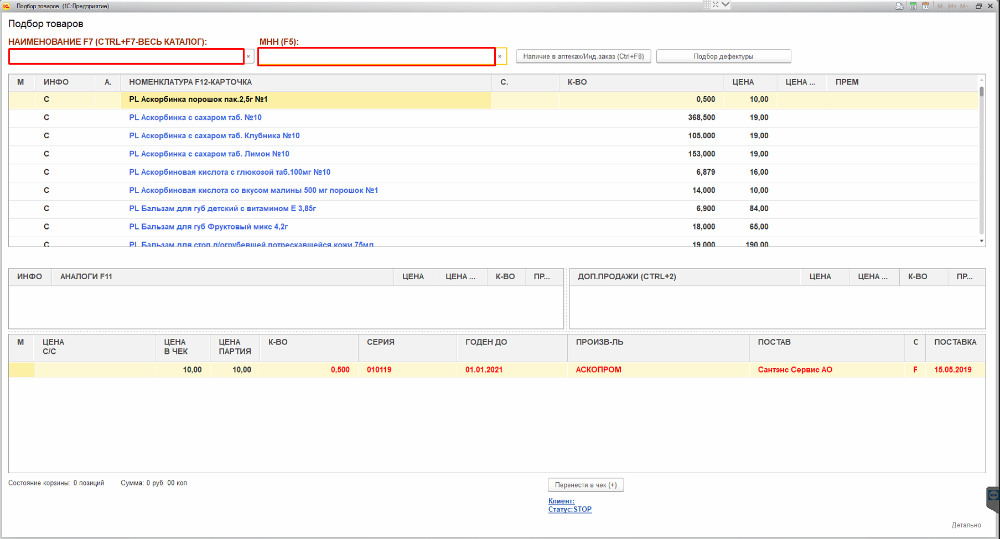 Подбор товаров (1С:Предприятие)
M M+ M-
Подбор товаров
НАИМЕНОВАНИЕ F7 (CTRL+F7-ВЕСЬ КАТАЛОГ): МНН (F5):
Наличие в аптеках/Инд.заказ (Ctrl+F8) Подбор дефектуры
М ИНФО А. НОМЕНКЛАТУРА F12-КАРТОЧКА С. К-ВО ЦЕНА ЦЕНА ... ПРЕМ
С PL Аскорбинка порошок пак.2,5г №1 0,500 10,00
С PL Аскорбинка с сахаром таб. №10 368,500 19,00
С PL Аскорбинка с сахаром таб. Клубника №10 105,000 19,00
С PL Аскорбинка с сахаром таб. Лимон №10 153,000 19,00
С PL Аскорбиновая кислота с глюкозой таб.100мг №10 6,879 16,00
С PL Аскорбиновая кислота со вкусом малины 500 мг порошок №1 14,000 10,00
С PL Бальзам для губ детский с витамином Е 3,85г 6,900 84,00
С PL Бальзам для губ Фруктовый микс 4,2г 18,000 65,00
С PL Бальзам для стоп д/огрубевшей потрескавшейся кожи 75мл 19,000 190,00
ИНФО АНАЛОГИ F11 ЦЕНА ЦЕНА ... К-ВО ПР... ДОП.ПРОДАЖИ (CTRL+2) ЦЕНА ЦЕНА ... К-ВО ПР...
М ЦЕНА С/С ЦЕНА В ЧЕК ЦЕНА ПАРТИЯ К-ВО СЕРИЯ ГОДЕН ДО ПРОИЗВ-ЛЬ ПОСТАВ С ПОСТАВКА
10,00 10,00 0,500 010119 01.01.2021 АСКОПРОМ Сантэнс Сервис АО F 15.05.2019
Состояние корзины: 0 позиций Сумма: 0 руб 00 коп
Перенести в чек (+)
Клиент:
Статус:STOP
Детально